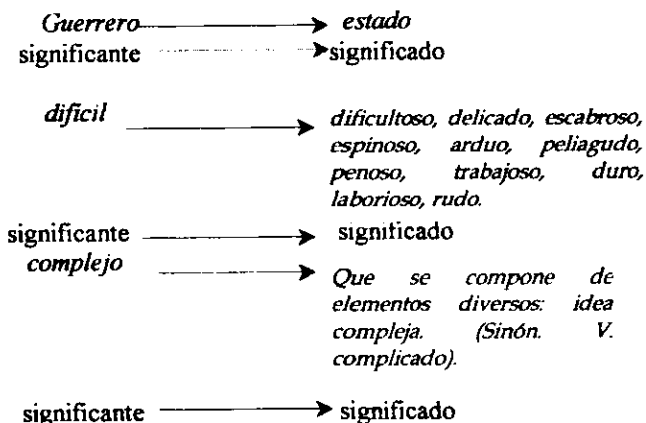 Guerrero estado
significante significado
difícil dificultoso, delicado, escabroso,
espinoso, arduo, peliagudo,
penoso, trabajoso, duro,
laborioso, rudo.
significante significado
complejo Que se compone de
elementos diversos: idea
compleja. (Sinón. V.
complicado).
significante significado